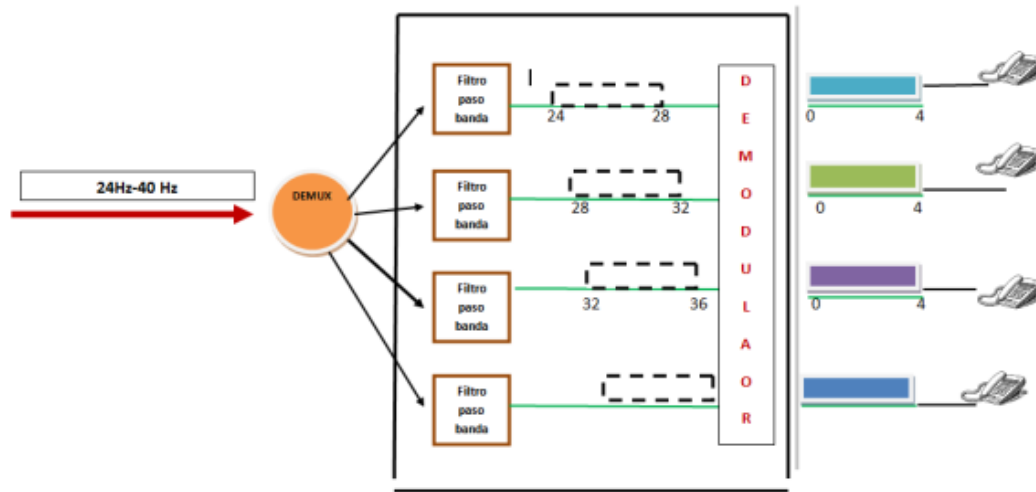 24Hz-40 Hz
DEMUX
Filtro
paso
banda
24 28
Filtro
paso
banda
28 32
Filtro
paso
banda
32 36
Filtro
paso
banda
D
E
M
O
D
U
L
A
O
R
0 4
0 4
0 4